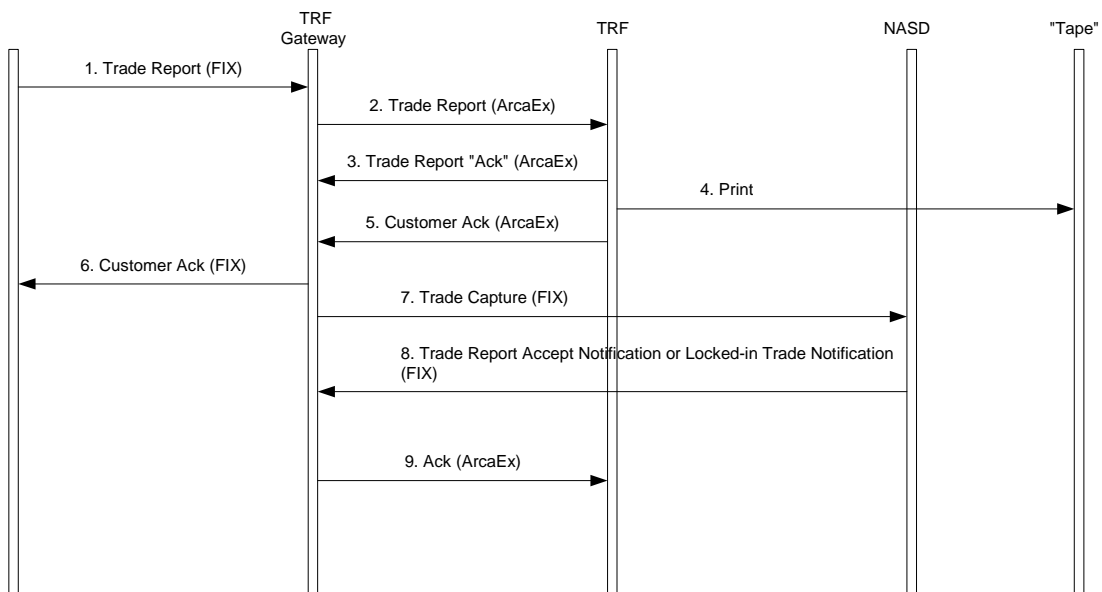 TRF
Gateway
TRF
NASD
"Tape"
1. Trade Report (FIX)
2. Trade Report (ArcaEx)
3. Trade Report "Ack" (ArcaEx)
4. Print
5. Customer Ack (ArcaEx)
6. Customer Ack (FIX)
7. Trade Capture (FIX)
8. Trade Report Accept Notification or Locked-in Trade Notification
(FIX)
9. Ack (ArcaEx)